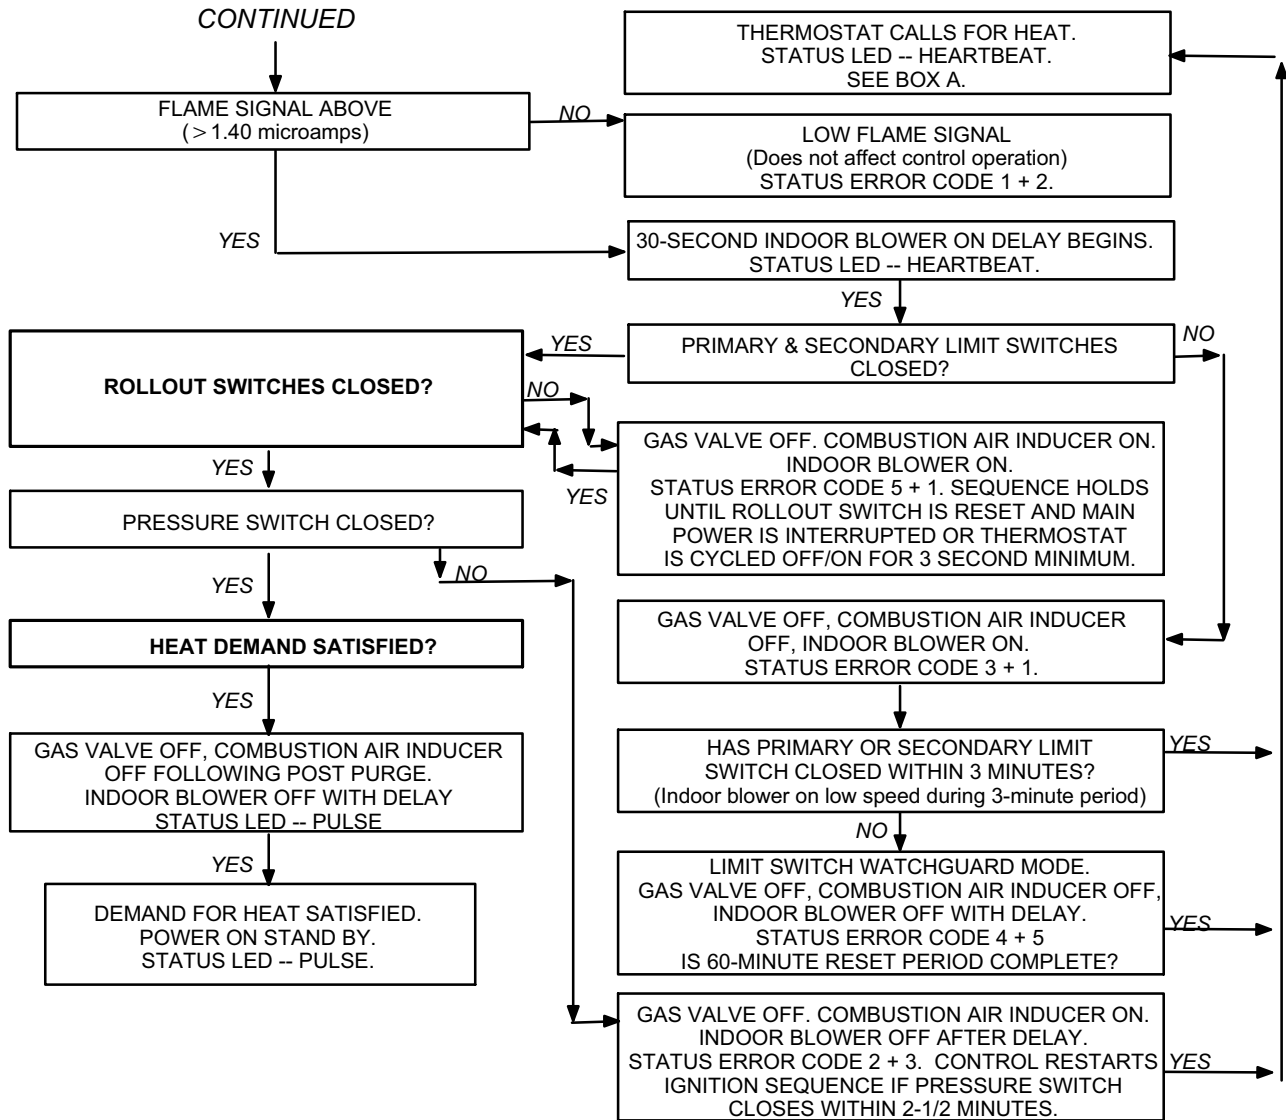 CONTINUED
THERMOSTAT CALLS FOR HEAT.
STATUS LED -- HEARTBEAT.
SEE BOX A.
FLAME SIGNAL ABOVE
(>1.40 microamps)
NO
LOW FLAME SIGNAL
(Does not affect control operation)
STATUS ERROR CODE 1 + 2.
YES
30-SECOND INDOOR BLOWER ON DELAY BEGINS.
STATUS LED -- HEARTBEAT.
YES
PRIMARY & SECONDARY LIMIT SWITCHES
CLOSED?
NO
YES
ROLLOUT SWITCHES CLOSED?
NO
GAS VALVE OFF. COMBUSTION AIR INDUCER ON.
INDOOR BLOWER ON.
STATUS ERROR CODE 5 + 1. SEQUENCE HOLDS
UNTIL ROLLOUT SWITCH IS RESET AND MAIN
POWER IS INTERRUPTED OR THERMOSTAT
IS CYCLED OFF/ON FOR 3 SECOND MINIMUM.
YES
YES
PRESSURE SWITCH CLOSED?
NO
YES
GAS VALVE OFF, COMBUSTION AIR INDUCER
OFF, INDOOR BLOWER ON.
STATUS ERROR CODE 3 + 1.
HEAT DEMAND SATISFIED?
YES
HAS PRIMARY OR SECONDARY LIMIT
SWITCH CLOSED WITHIN 3 MINUTES?
(Indoor blower on low speed during 3-minute period)
YES
NO
GAS VALVE OFF, COMBUSTION AIR INDUCER
OFF FOLLOWING POST PURGE.
INDOOR BLOWER OFF WITH DELAY
STATUS LED -- PULSE
YES
LIMIT SWITCH WATCHGUARD MODE.
GAS VALVE OFF, COMBUSTION AIR INDUCER OFF,
INDOOR BLOWER OFF WITH DELAY.
STATUS ERROR CODE 4 + 5
IS 60-MINUTE RESET PERIOD COMPLETE?
YES
DEMAND FOR HEAT SATISFIED.
POWER ON STAND BY.
STATUS LED -- PULSE.
GAS VALVE OFF. COMBUSTION AIR INDUCER ON.
INDOOR BLOWER OFF AFTER DELAY.
STATUS ERROR CODE 2 + 3. CONTROL RESTARTS
IGNITION SEQUENCE IF PRESSURE SWITCH
CLOSES WITHIN 2-1/2 MINUTES.
YES